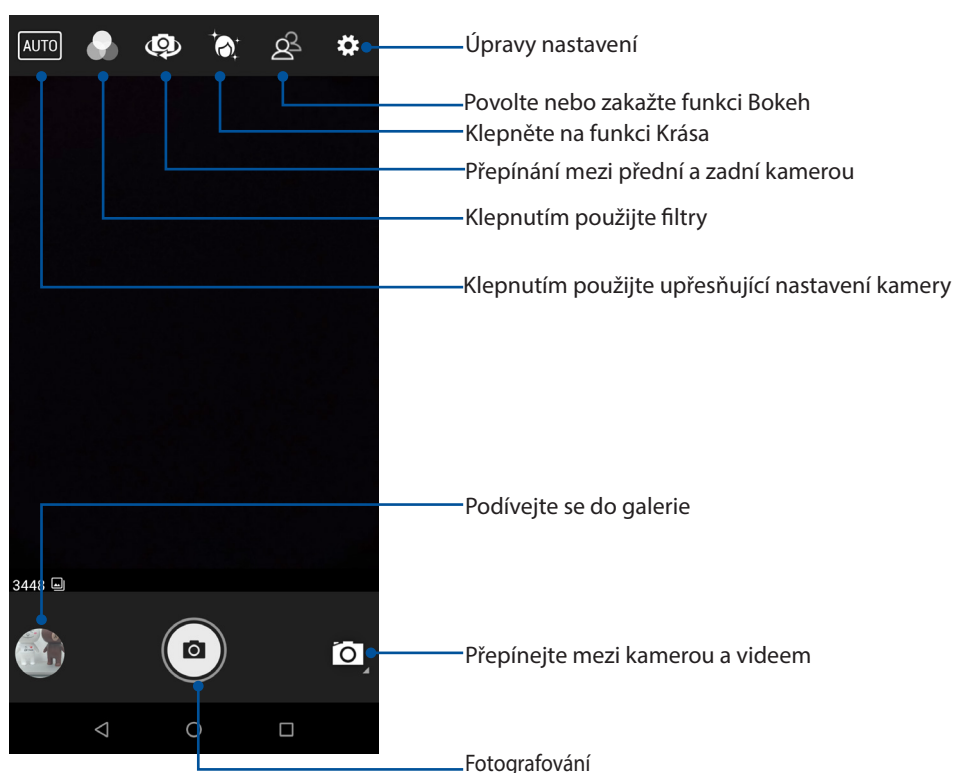 AUTO
Úpravy nastavení
Povolte nebo zakažte funkci Bokeh
Klepněte na funkci Krása
Přepínání mezi přední a zadní kamerou
Klepnutím použijte filtry
Klepnutím použijte upřesňující nastavení kamery
Podívejte se do galerie
3448
Přepínejte mezi kamerou a videem
Fotografování